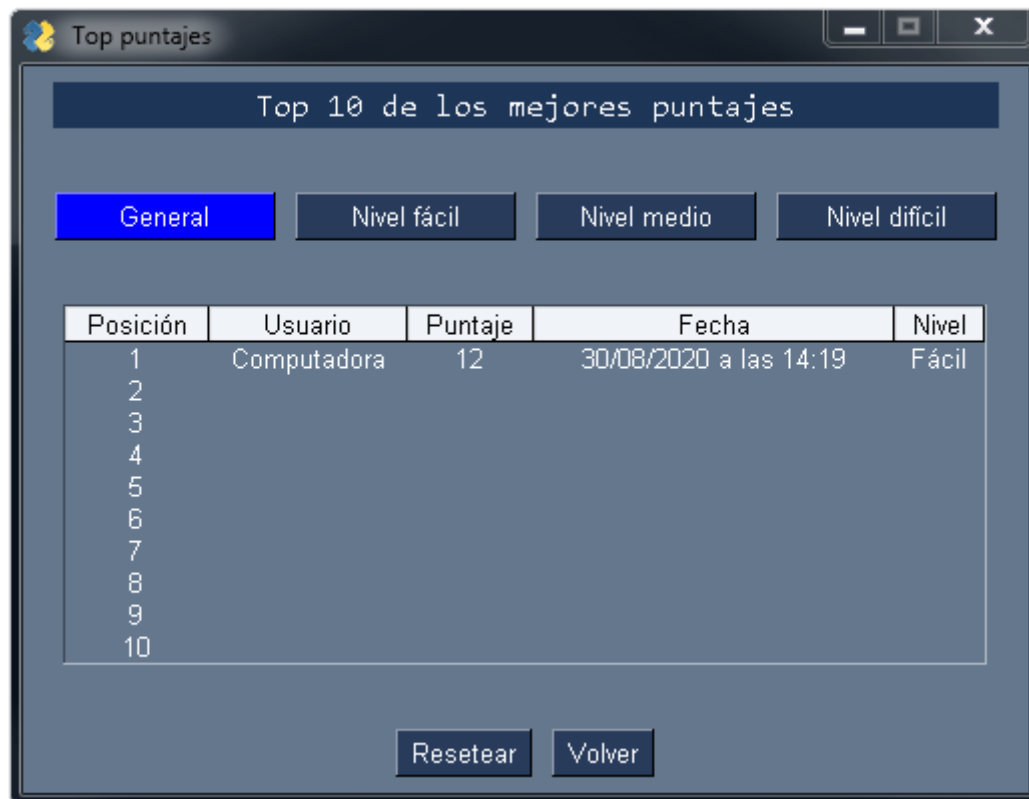 Top puntajes
Top 10 de los mejores puntajes
General Nivel fácil Nivel medio Nivel difícil
Posición Usuario Puntaje Fecha Nivel
1 Computadora 12 30/08/2020 a las 14:19 Fácil
2
3
4
5
6
7
8
9
10
Resetear Volver